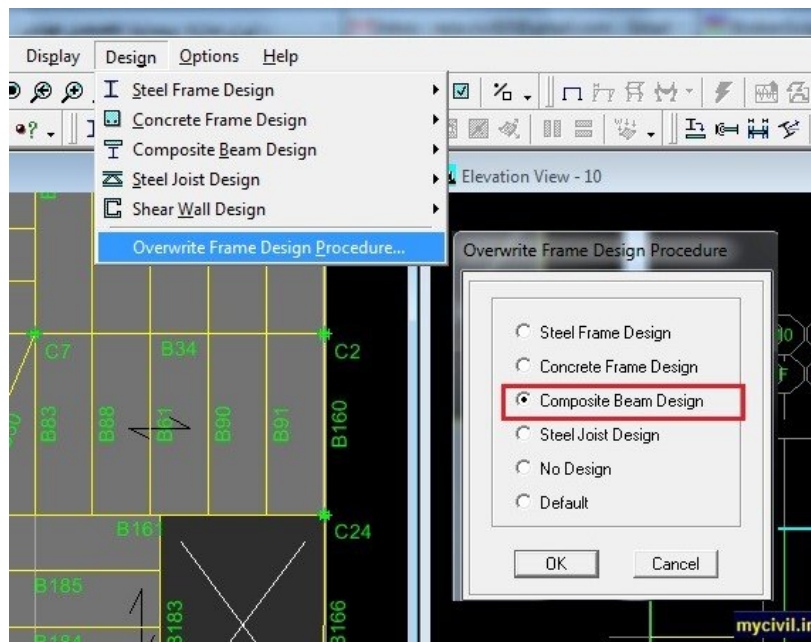 Display Design Options Help
Steel Frame Design
Concrete Frame Design
Composite Beam Design
Steel Joist Design
Shear Wall Design
Overwrite Frame Design Procedure...
Elevation View - 10
Overwrite Frame Design Procedure
Steel Frame Design
Concrete Frame Design
Composite Beam Design
Steel Joist Design
No Design
Default
OK Cancel
C7 B34 C2
B83 B88 B61 B90 B91 B160
B161 C24
B185
B183 B166
B184
mycivil.ir